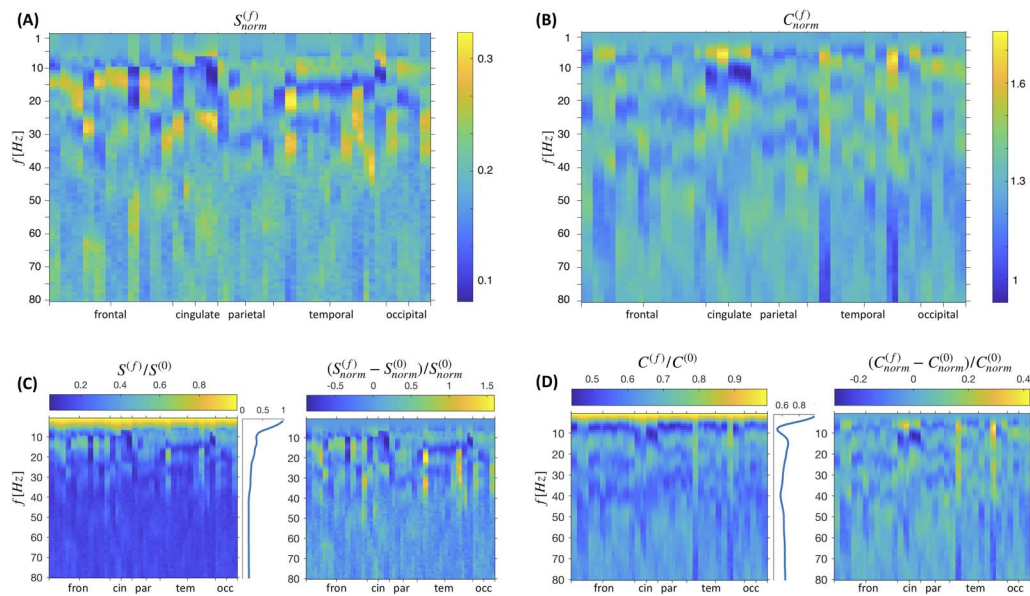 (A)
S_norm^(f)
1
10
20
30
40
50
60
70
80
f [Hz]
frontal cingulate parietal temporal occipital
0.3
0.2
0.1
(B)
C_norm^(f)
1
10
20
30
40
50
60
70
80
f [Hz]
frontal cingulate parietal temporal occipital
1.6
1.4
1.2
1
(C)
S^(f)/S^(0)
0.2 0.4 0.6 0.8
0 0.5 1
10
20
30
40
50
60
70
80
f [Hz]
fron cin par tem occ
(S_norm^(f) − S_norm^(0))/S_norm^(0)
-0.5 0 0.5 1 1.5
10
20
30
40
50
60
70
80
f [Hz]
fron cin par tem occ
(D)
C^(f)/C^(0)
0.5 0.6 0.7 0.8 0.9
0.6 0.8
10
20
30
40
50
60
70
80
f [Hz]
fron cin par tem occ
(C_norm^(f) − C_norm^(0))/C_norm^(0)
-0.2 0 0.2 0.4
10
20
30
40
50
60
70
80
f [Hz]
fron cin par tem occ